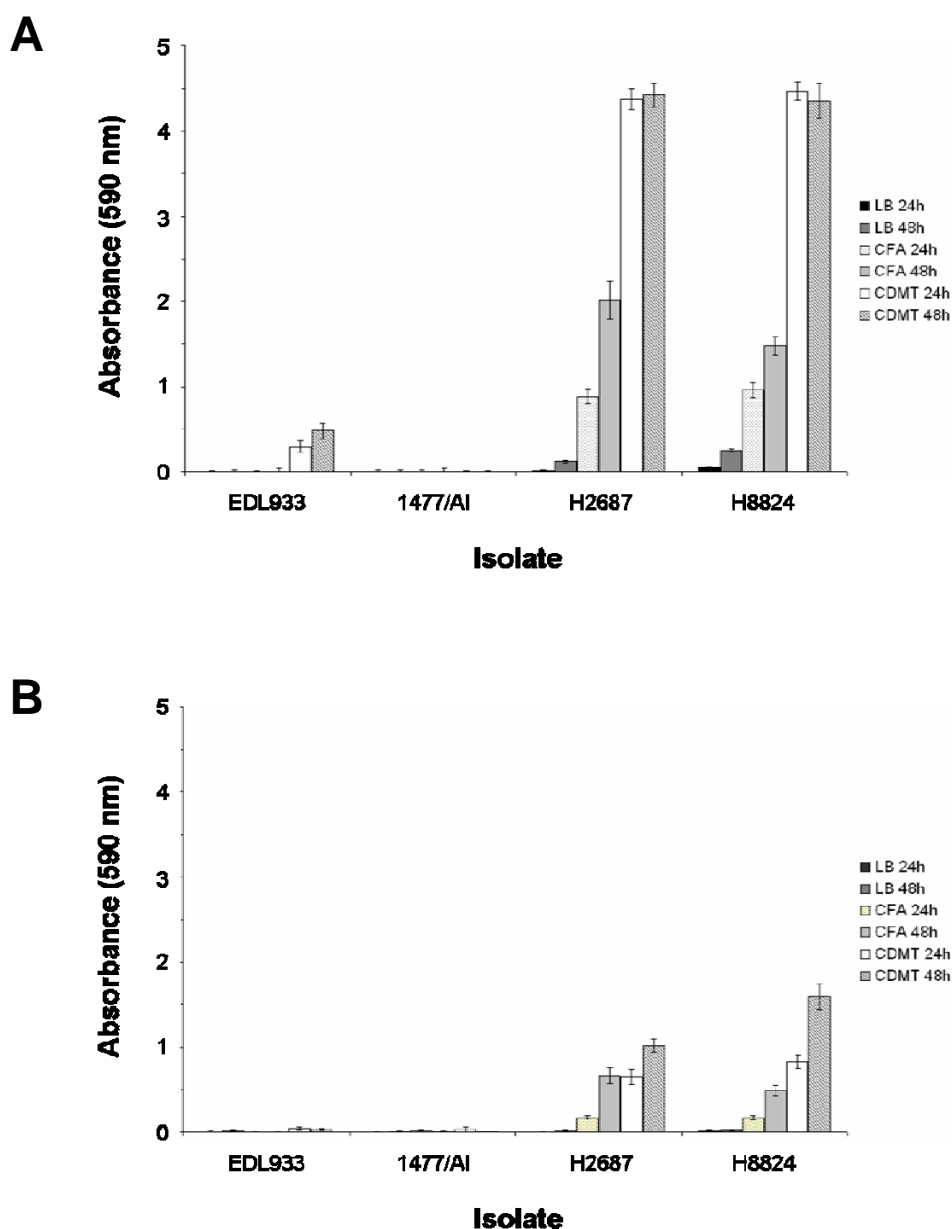 A
Absorbance (590 nm)
5
4
3
2
1
0
EDL933 1477/AI H2687 H8824
Isolate
LB 24h
LB 48h
CFA 24h
CFA 48h
CDMT 24h
CDMT 48h
B
Absorbance (590 nm)
5
4
3
2
1
0
EDL933 1477/AI H2687 H8824
Isolate
LB 24h
LB 48h
CFA 24h
CFA 48h
CDMT 24h
CDMT 48h